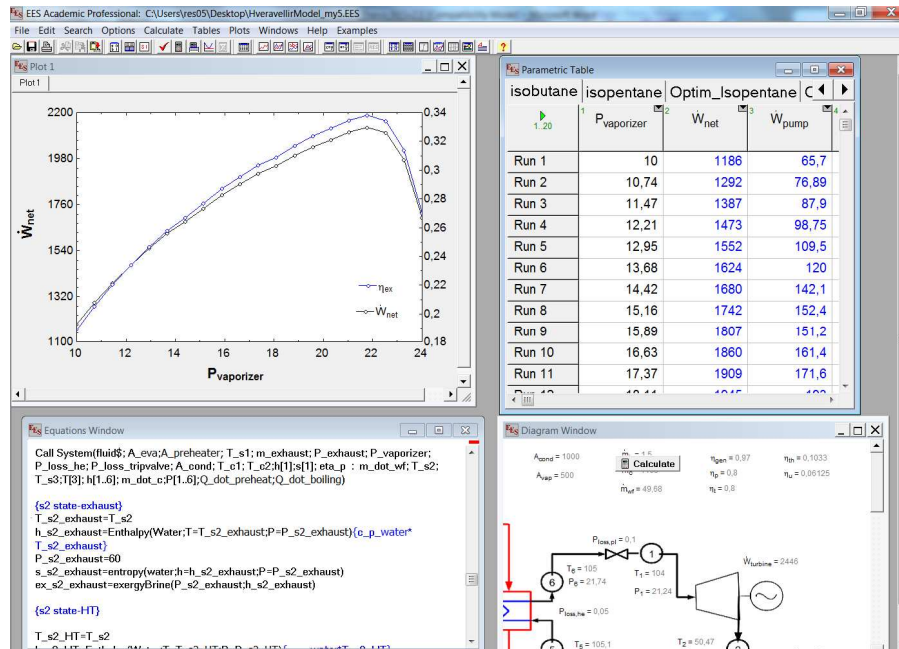 EES Academic Professional: C:\Users\res05\Desktop\HveravellirModel_my5.EES
File Edit Search Options Calculate Tables Plots Windows Help Examples
Plot 1
Plot1
2200
1980
1760
1540
1320
1100
Ẇnet
0,34
0,32
0,3
0,28
0,26
0,24
0,22
0,2
0,18
ηex
Ẇnet
10 12 14 16 18 20 22 24
Pvaporizer
Parametric Table
isobutane isopentane Optim_Isopentane
1..20 1 Pvaporizer 2 Ẇnet 3 Ẇpump 4
Run 1 10 1186 65,7
Run 2 10,74 1292 76,89
Run 3 11,47 1387 87,9
Run 4 12,21 1473 98,75
Run 5 12,95 1552 109,5
Run 6 13,68 1624 120
Run 7 14,42 1680 142,1
Run 8 15,16 1742 152,4
Run 9 15,89 1807 151,2
Run 10 16,63 1860 161,4
Run 11 17,37 1909 171,6
Equations Window
Call System(fluid$; A_eva;A_preheater; T_s1; m_exhaust; P_exhaust; P_vaporizer;
P_loss_he; P_loss_tripvalve; A_cond; T_c1; T_c2;h[1];s[1]; eta_p : m_dot_wf; T_s2;
T_s3;T[3]; h[1..6]; m_dot_c;P[1..6];Q_dot_preheat;Q_dot_boiling)
{s2 state-exhaust}
T_s2_exhaust=T_s2
h_s2_exhaust=Enthalpy(Water;T=T_s2_exhaust;P=P_s2_exhaust){c_p_water*
T_s2_exhaust}
P_s2_exhaust=60
s_s2_exhaust=entropy(water;h=h_s2_exhaust;P=P_s2_exhaust)
ex_s2_exhaust=exergyBrine(P_s2_exhaust;h_s2_exhaust)
{s2 state-HT}
T_s2_HT=T_s2
Diagram Window
Acond = 1000
Avap = 500
Calculate
ṁwf = 49,68
ηgen = 0,97
ηp = 0,8
ηt = 0,8
ηth = 0,1033
ηu = 0,06125
Ploss,pl = 0,1
1
6
T6 = 105
P6 = 21,74
T1 = 104
P1 = 21,24
Ẇturbine = 2446
Ploss,he = 0,05
T5 = 105,1
T2 = 50,47